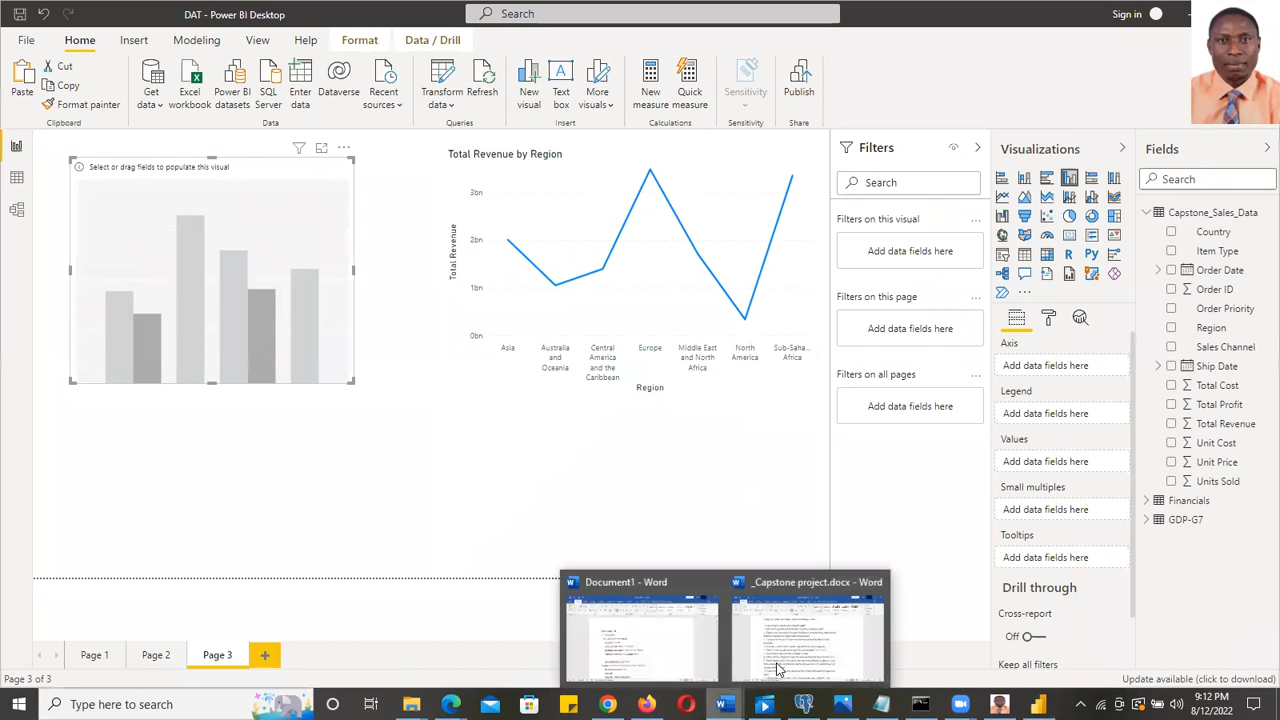 DAT - Power BI Desktop
Search
Sign in
File
Home
Insert
Modeling
View
Help
Format
Data / Drill
Paste
Cut
Copy
Format painter
Get data
Excel workbook
Power BI datasets
SQL Server
Enter data
Dataverse
Recent sources
Transform data
Refresh
New visual
Text box
More visuals
New measure
Quick measure
Sensitivity
Publish
Clipboard
Data
Queries
Insert
Calculations
Sensitivity
Share
Select or drag fields to populate this visual
Total Revenue by Region
3bn
2bn
1bn
0bn
Total Revenue
Asia
Australia and Oceania
Central America and the Caribbean
Europe
Middle East and North Africa
North America
Sub-Saha... Africa
Region
Filters
Search
Filters on this visual
Add data fields here
Filters on this page
Add data fields here
Filters on all pages
Add data fields here
Visualizations
R
Py
Axis
Add data fields here
Legend
Add data fields here
Values
Add data fields here
Small multiples
Add data fields here
Tooltips
Add data fields here
Drill through
Cross-report
Off
Keep all filters
Fields
Search
Capstone_Sales_Data
Country
Item Type
Order Date
Order ID
Order Priority
Region
Sales Channel
Ship Date
Total Cost
Total Profit
Total Revenue
Unit Cost
Unit Price
Units Sold
Financials
GDP-G7
Document1 - Word
_Capstone project.docx - Word
Page
Page 3
Page 3 of 3
Update available (click to download)
Type here to search
9:12 PM
8/12/2022